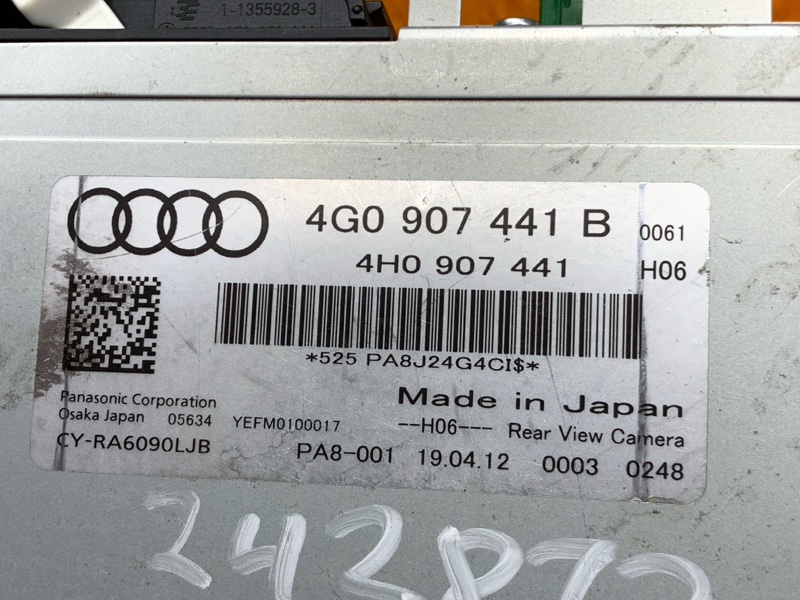 1-1355928-3
4G0 907 441 B 0061
4H0 907 441 H06
*525 PA8J24G4CI$*
Made in Japan
Panasonic Corporation
Osaka Japan 05634 YEFM0100017 --H06--- Rear View Camera
CY-RA6090LJB PA8-001 19.04.12 0003 0248